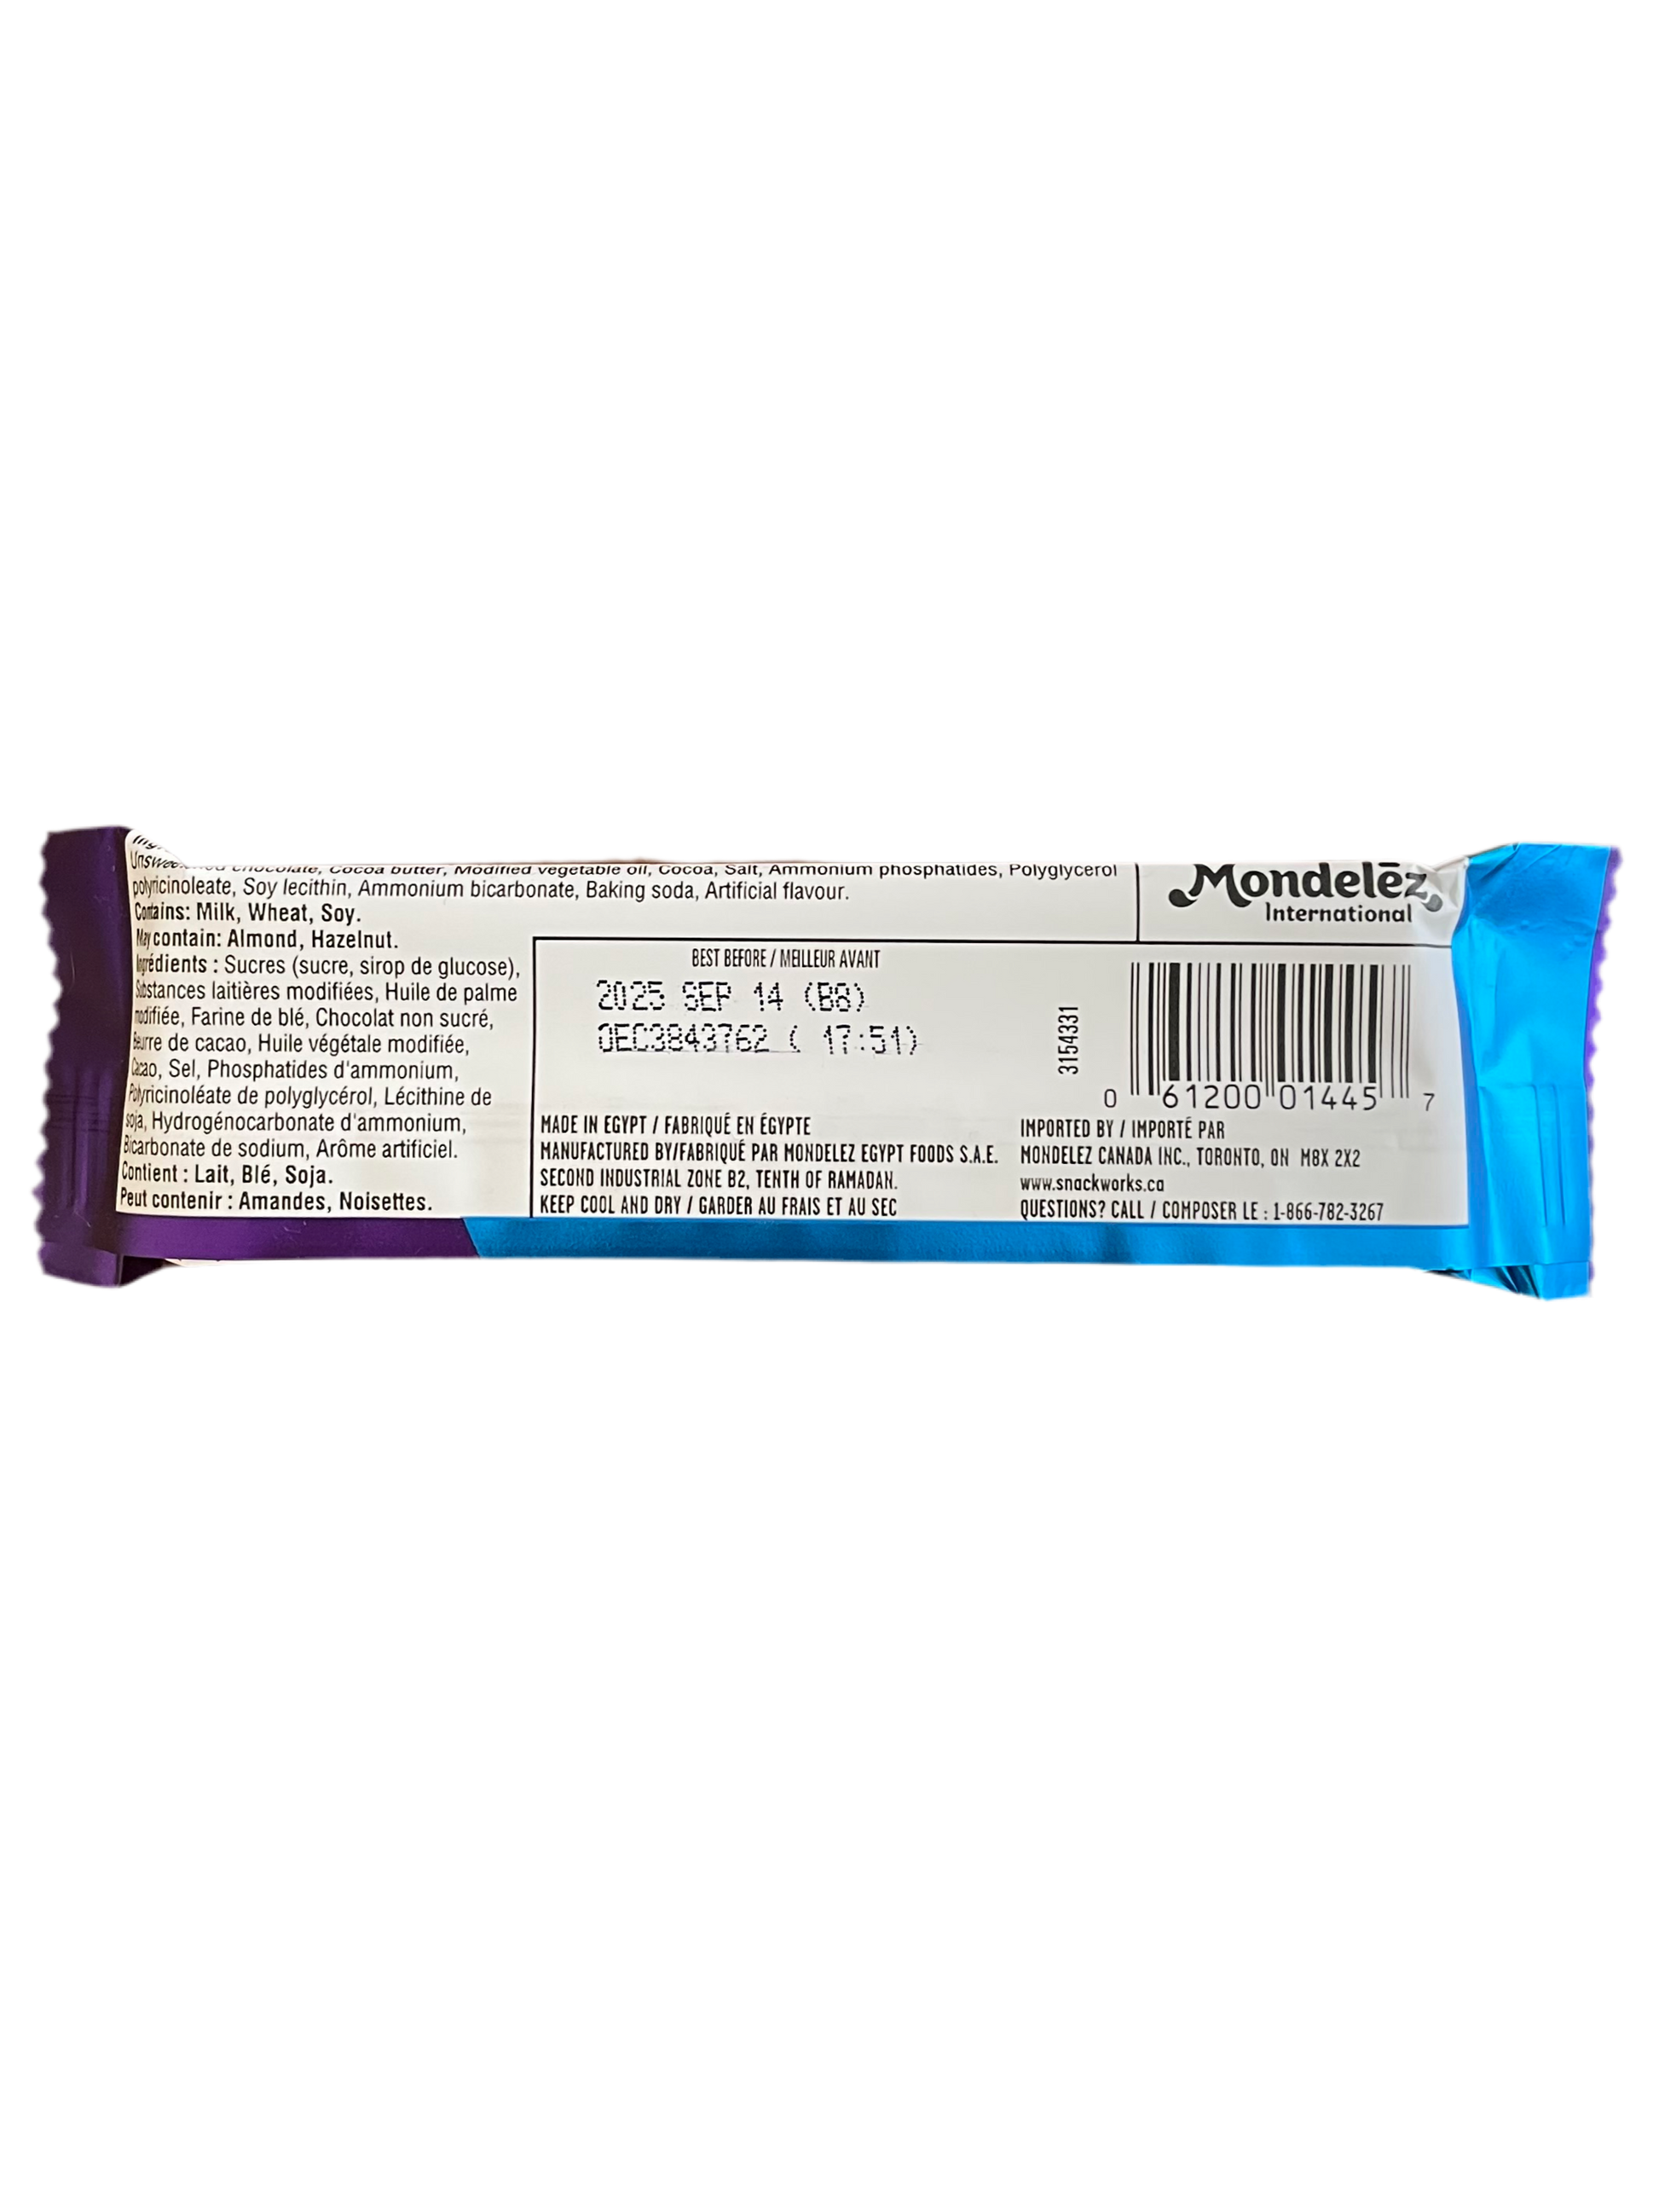 chocolate, Cocoa butter, Modified vegetable oil, Cocoa, Salt, Ammonium phosphatides, Polyglycerol
polyricinoleate, Soy lecithin, Ammonium bicarbonate, Baking soda, Artificial flavour.
Contains: Milk, Wheat, Soy.
May contain: Almond, Hazelnut.
Ingrédients : Sucres (sucre, sirop de glucose),
Substances laitières modifiées, Huile de palme
modifiée, Farine de blé, Chocolat non sucré,
Beurre de cacao, Huile végétale modifiée,
Cacao, Sel, Phosphatides d'ammonium,
Polyricinoléate de polyglycérol, Lécithine de
soja, Hydrogénocarbonate d'ammonium,
Bicarbonate de sodium, Arôme artificiel.
Contient : Lait, Blé, Soja.
Peut contenir : Amandes, Noisettes.
Mondelēz
International
BEST BEFORE / MEILLEUR AVANT
2025 SEP 14 (B8)
OEC3843762 ( 17:51)
3154331
0 61200 01445 7
MADE IN EGYPT / FABRIQUÉ EN ÉGYPTE
MANUFACTURED BY/FABRIQUÉ PAR MONDELEZ EGYPT FOODS S.A.E.
SECOND INDUSTRIAL ZONE B2, TENTH OF RAMADAN.
KEEP COOL AND DRY / GARDER AU FRAIS ET AU SEC
IMPORTED BY / IMPORTÉ PAR
MONDELEZ CANADA INC., TORONTO, ON M8X 2X2
www.snackworks.ca
QUESTIONS? CALL / COMPOSER LE : 1-866-782-3267